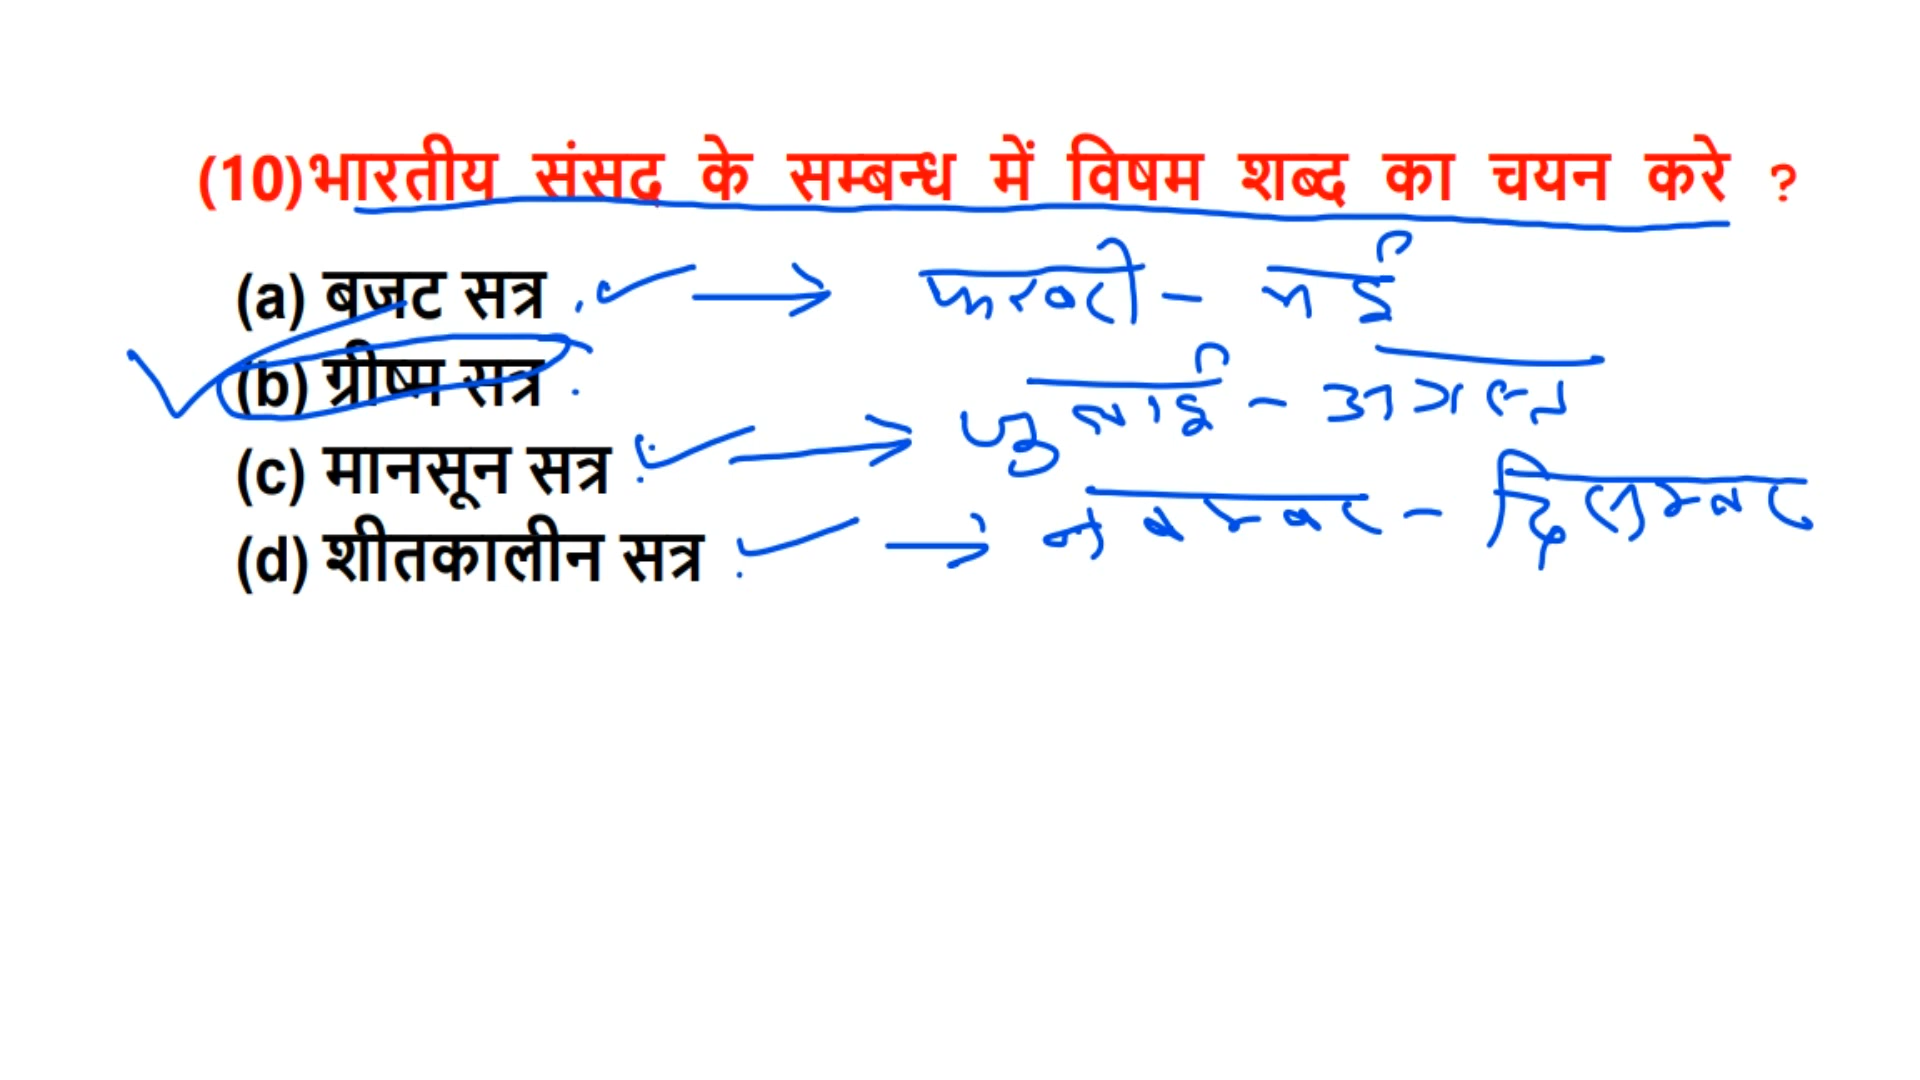 (10)भारतीय संसद के सम्बन्ध में विषम शब्द का चयन करे ?
(a) बजट सत्र → फरवरी - मई
(b) ग्रीष्म सत्र
(c) मानसून सत्र → जुलाई - अगस्त
(d) शीतकालीन सत्र → नवम्बर - दिसम्बर